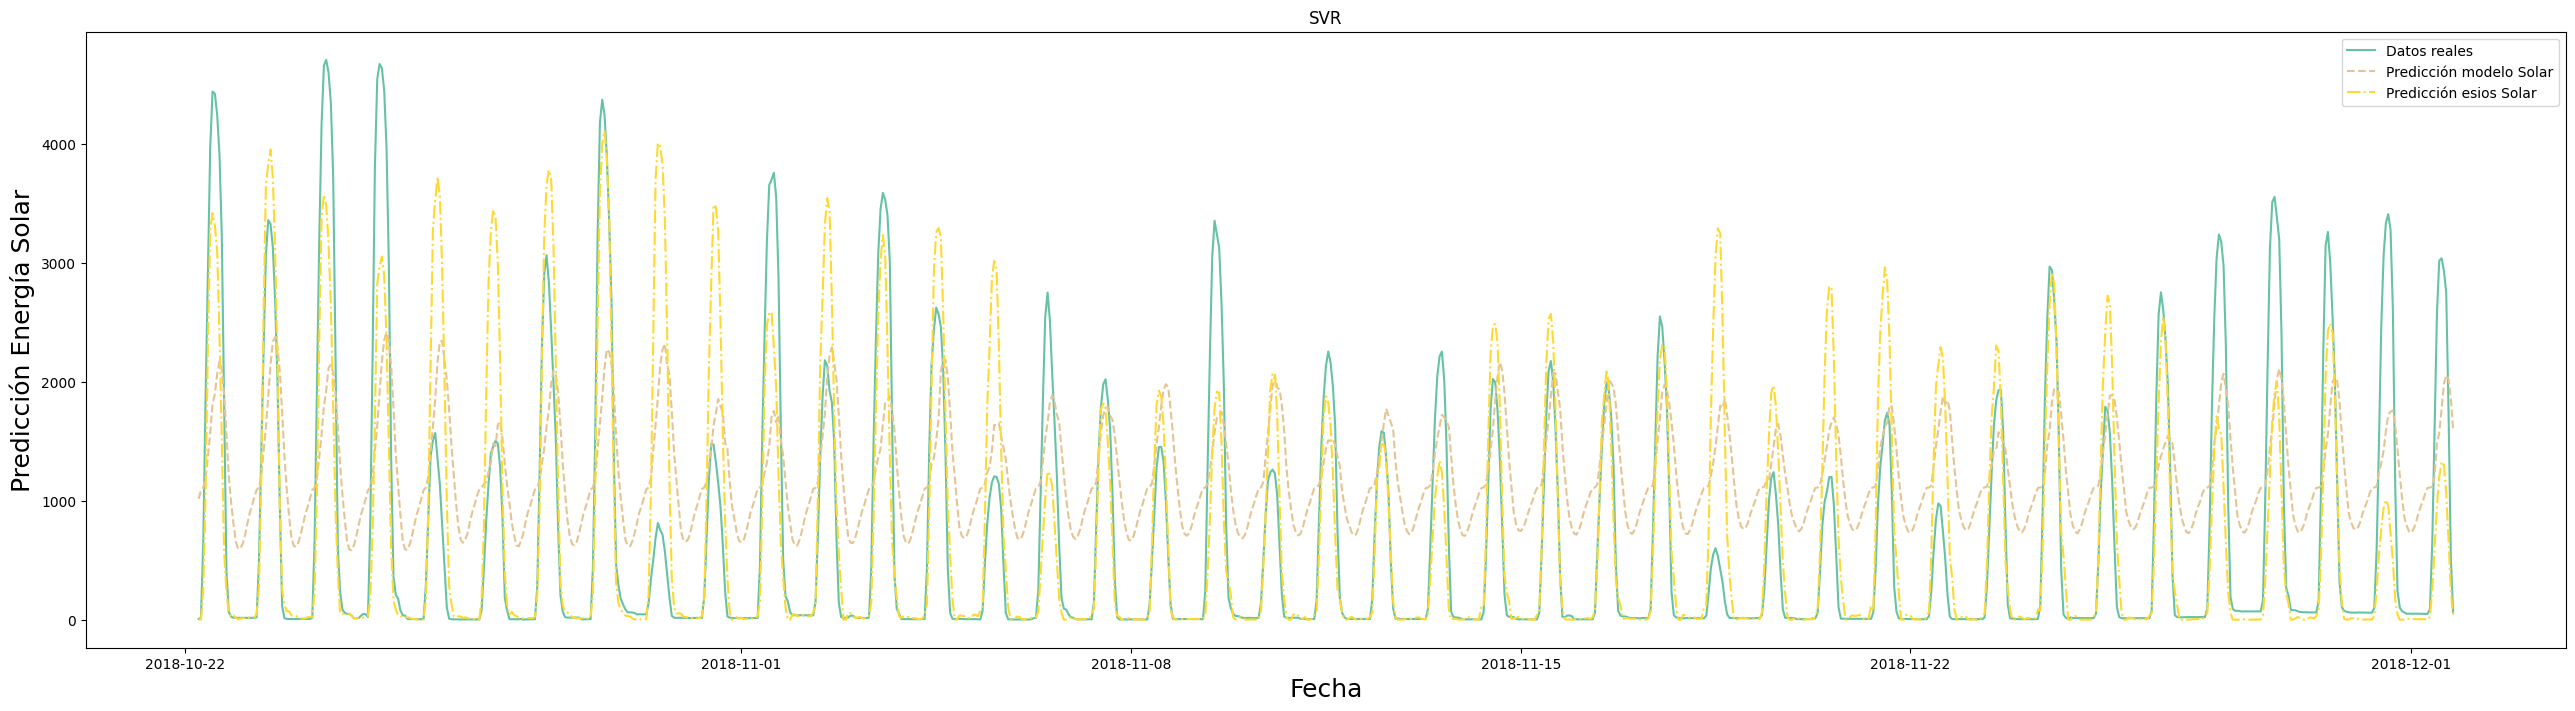 SVR
Datos reales
Predicción modelo Solar
Predicción esios Solar
Predicción Energía Solar
4000
3000
2000
1000
0
2018-10-22
2018-11-01
2018-11-08
2018-11-15
2018-11-22
2018-12-01
Fecha